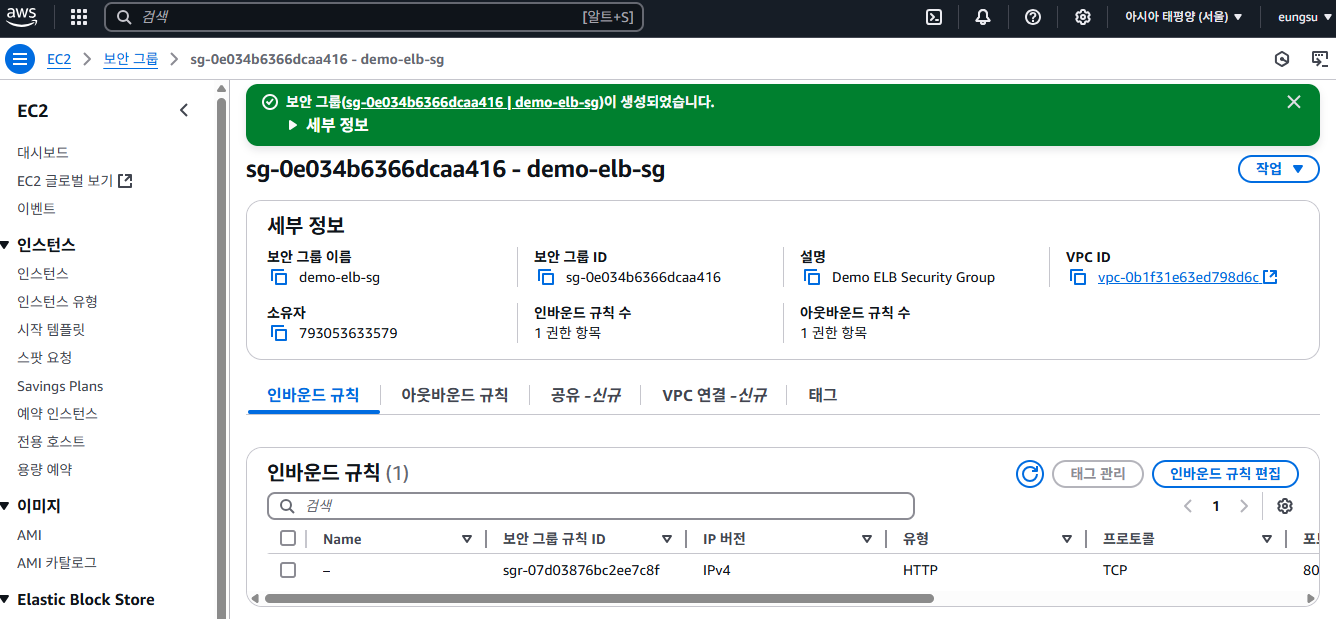 aws
검색
[알트+S]
아시아 태평양 (서울)
eungsu
EC2
보안 그룹
sg-0e034b6366dcaa416 - demo-elb-sg
EC2
대시보드
EC2 글로벌 보기
이벤트
인스턴스
인스턴스
인스턴스 유형
시작 템플릿
스팟 요청
Savings Plans
예약 인스턴스
전용 호스트
용량 예약
이미지
AMI
AMI 카탈로그
Elastic Block Store
보안 그룹(sg-0e034b6366dcaa416 | demo-elb-sg)이 생성되었습니다.
세부 정보
sg-0e034b6366dcaa416 - demo-elb-sg
작업
세부 정보
보안 그룹 이름
demo-elb-sg
보안 그룹 ID
sg-0e034b6366dcaa416
설명
Demo ELB Security Group
VPC ID
vpc-0b1f31e63ed798d6c
소유자
793053633579
인바운드 규칙 수
1 권한 항목
아웃바운드 규칙 수
1 권한 항목
인바운드 규칙
아웃바운드 규칙
공유 -신규
VPC 연결 -신규
태그
인바운드 규칙 (1)
태그 관리
인바운드 규칙 편집
검색
1
Name
보안 그룹 규칙 ID
IP 버전
유형
프로토콜
–
sgr-07d03876bc2ee7c8f
IPv4
HTTP
TCP
80